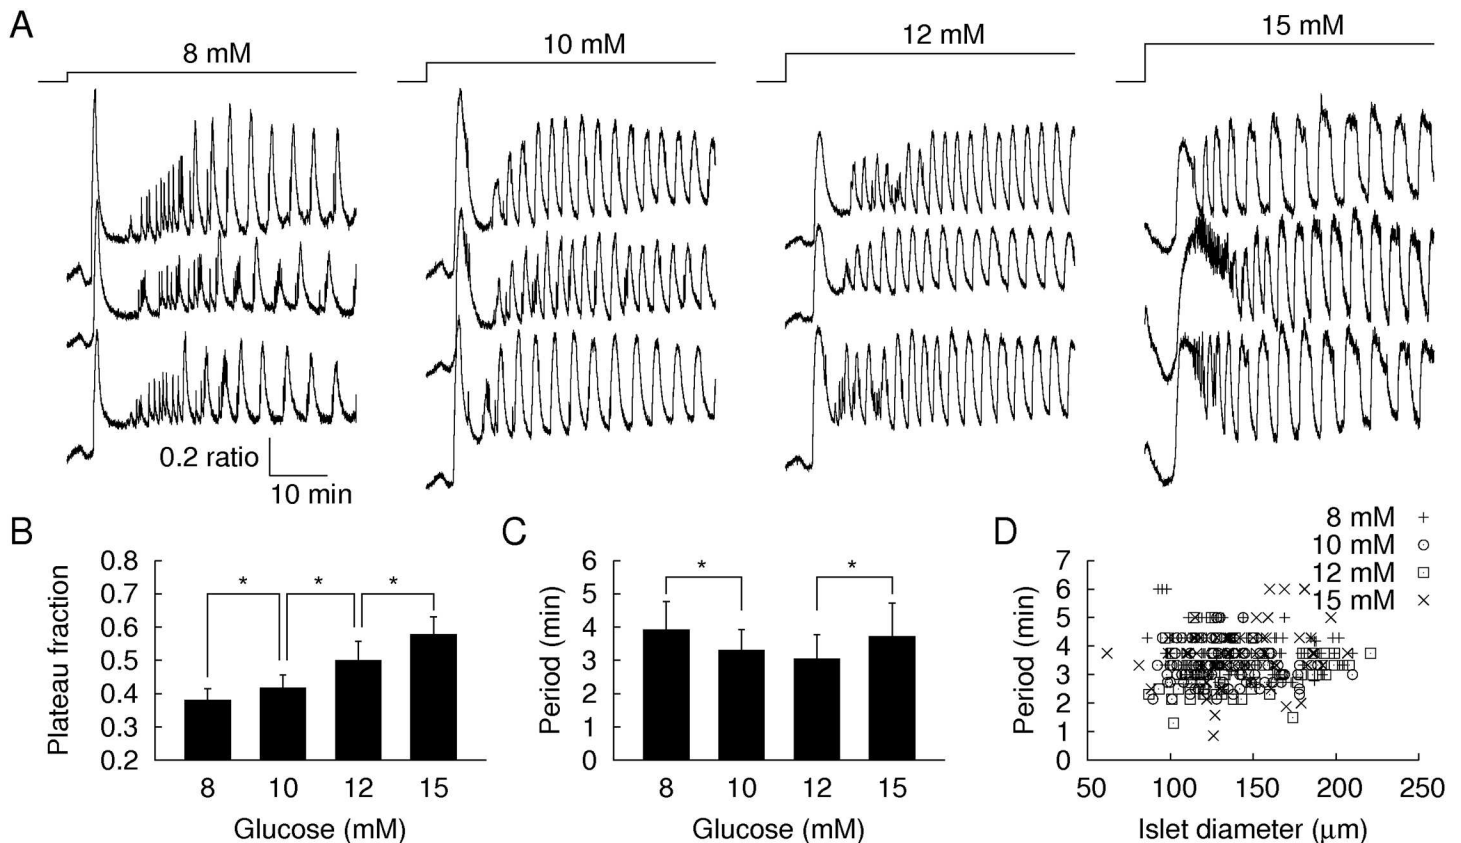 A
8 mM
10 mM
12 mM
15 mM
0.2 ratio
10 min
B
0.8
0.7
0.6
0.5
0.4
0.3
0.2
Plateau fraction
* * *
8 10 12 15
Glucose (mM)
C
6
5
4
3
2
1
0
Period (min)
* *
8 10 12 15
Glucose (mM)
D
8 mM
10 mM
12 mM
15 mM
7
6
5
4
3
2
1
0
Period (min)
50 100 150 200 250
Islet diameter (μm)